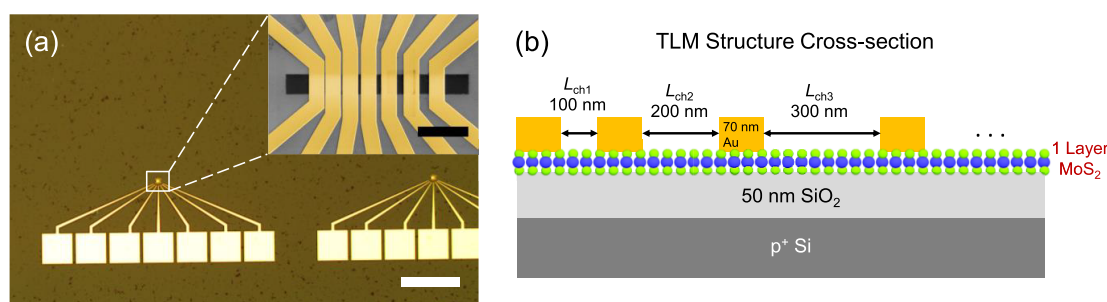 (a)
(b)
TLM Structure Cross-section
Lch1
100 nm
Lch2
200 nm
Lch3
300 nm
70 nm
Au
. . .
1 Layer
MoS2
50 nm SiO2
p+ Si